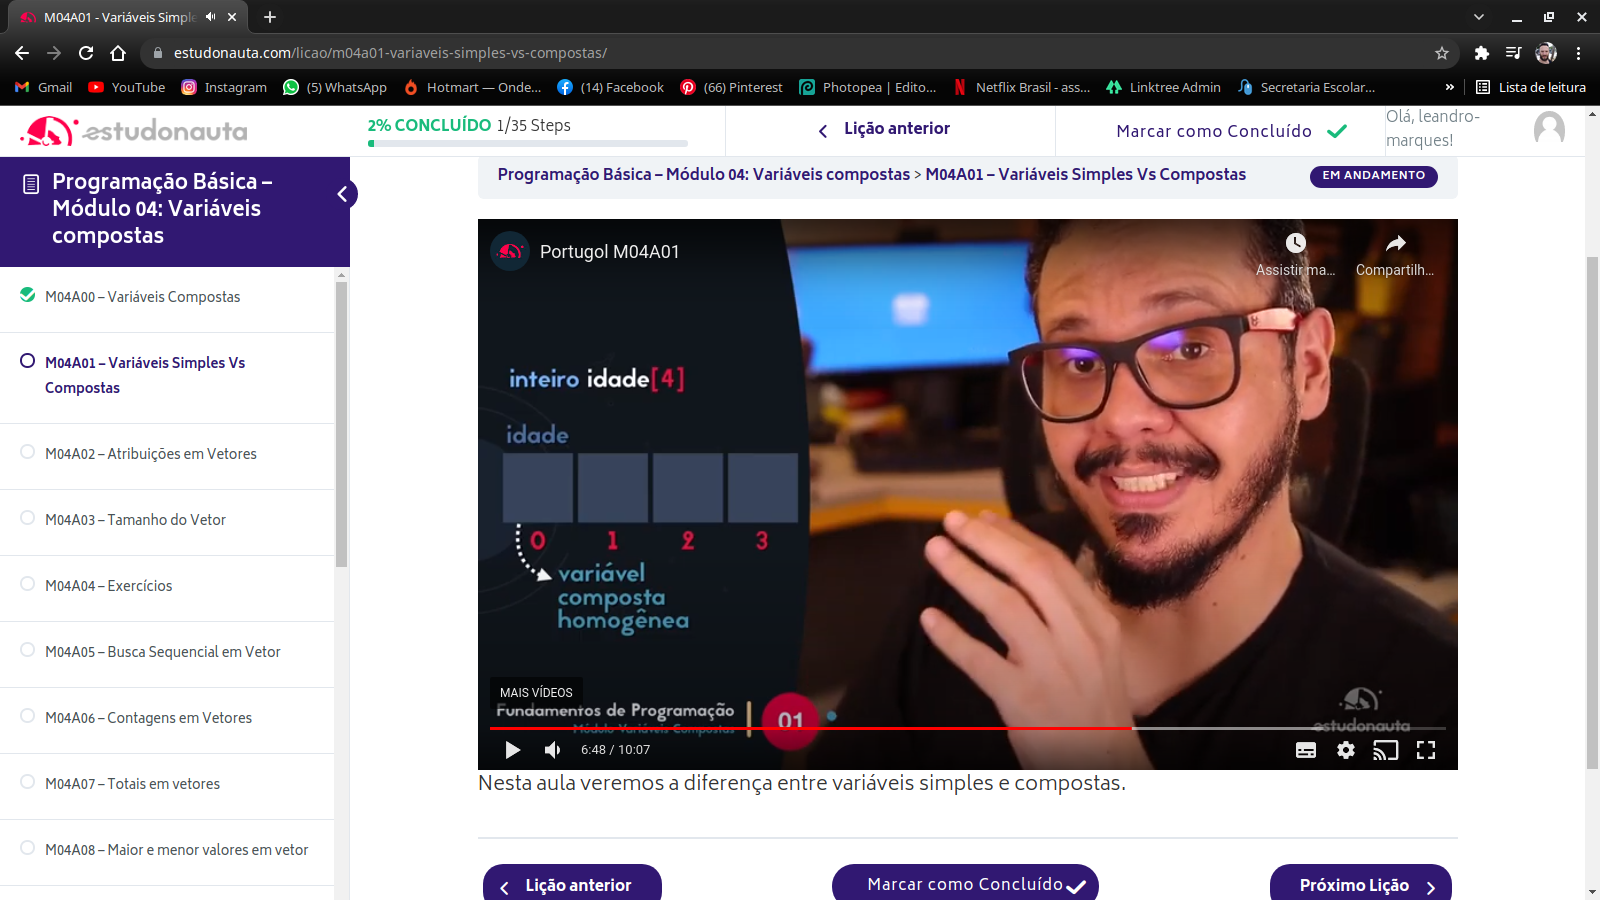 M04A01 - Variáveis Simple
estudonauta.com/licao/m04a01-variaveis-simples-vs-compostas/
Gmail
YouTube
Instagram
(5) WhatsApp
Hotmart — Onde...
(14) Facebook
(66) Pinterest
Photopea | Edito...
Netflix Brasil - ass...
Linktree Admin
Secretaria Escolar...
»
Lista de leitura
estudonauta
2% CONCLUÍDO 1/35 Steps
Lição anterior
Marcar como Concluído
Olá, leandro-
marques!
Programação Básica –
Módulo 04: Variáveis
compostas
M04A00 – Variáveis Compostas
M04A01 – Variáveis Simples Vs
Compostas
M04A02 – Atribuições em Vetores
M04A03 – Tamanho do Vetor
M04A04 – Exercícios
M04A05 – Busca Sequencial em Vetor
M04A06 – Contagens em Vetores
M04A07 – Totais em vetores
M04A08 – Maior e menor valores em vetor
Programação Básica – Módulo 04: Variáveis compostas > M04A01 – Variáveis Simples Vs Compostas
EM ANDAMENTO
Portugol M04A01
Assistir ma...
Compartilh...
inteiro idade[4]
idade
0 1 2 3
variável
composta
homogênea
MAIS VÍDEOS
Fundamentos de Programação
Módulo Variáveis Compostas
01
estudonauta
6:48 / 10:07
Nesta aula veremos a diferença entre variáveis simples e compostas.
Lição anterior
Marcar como Concluído
Próximo Lição